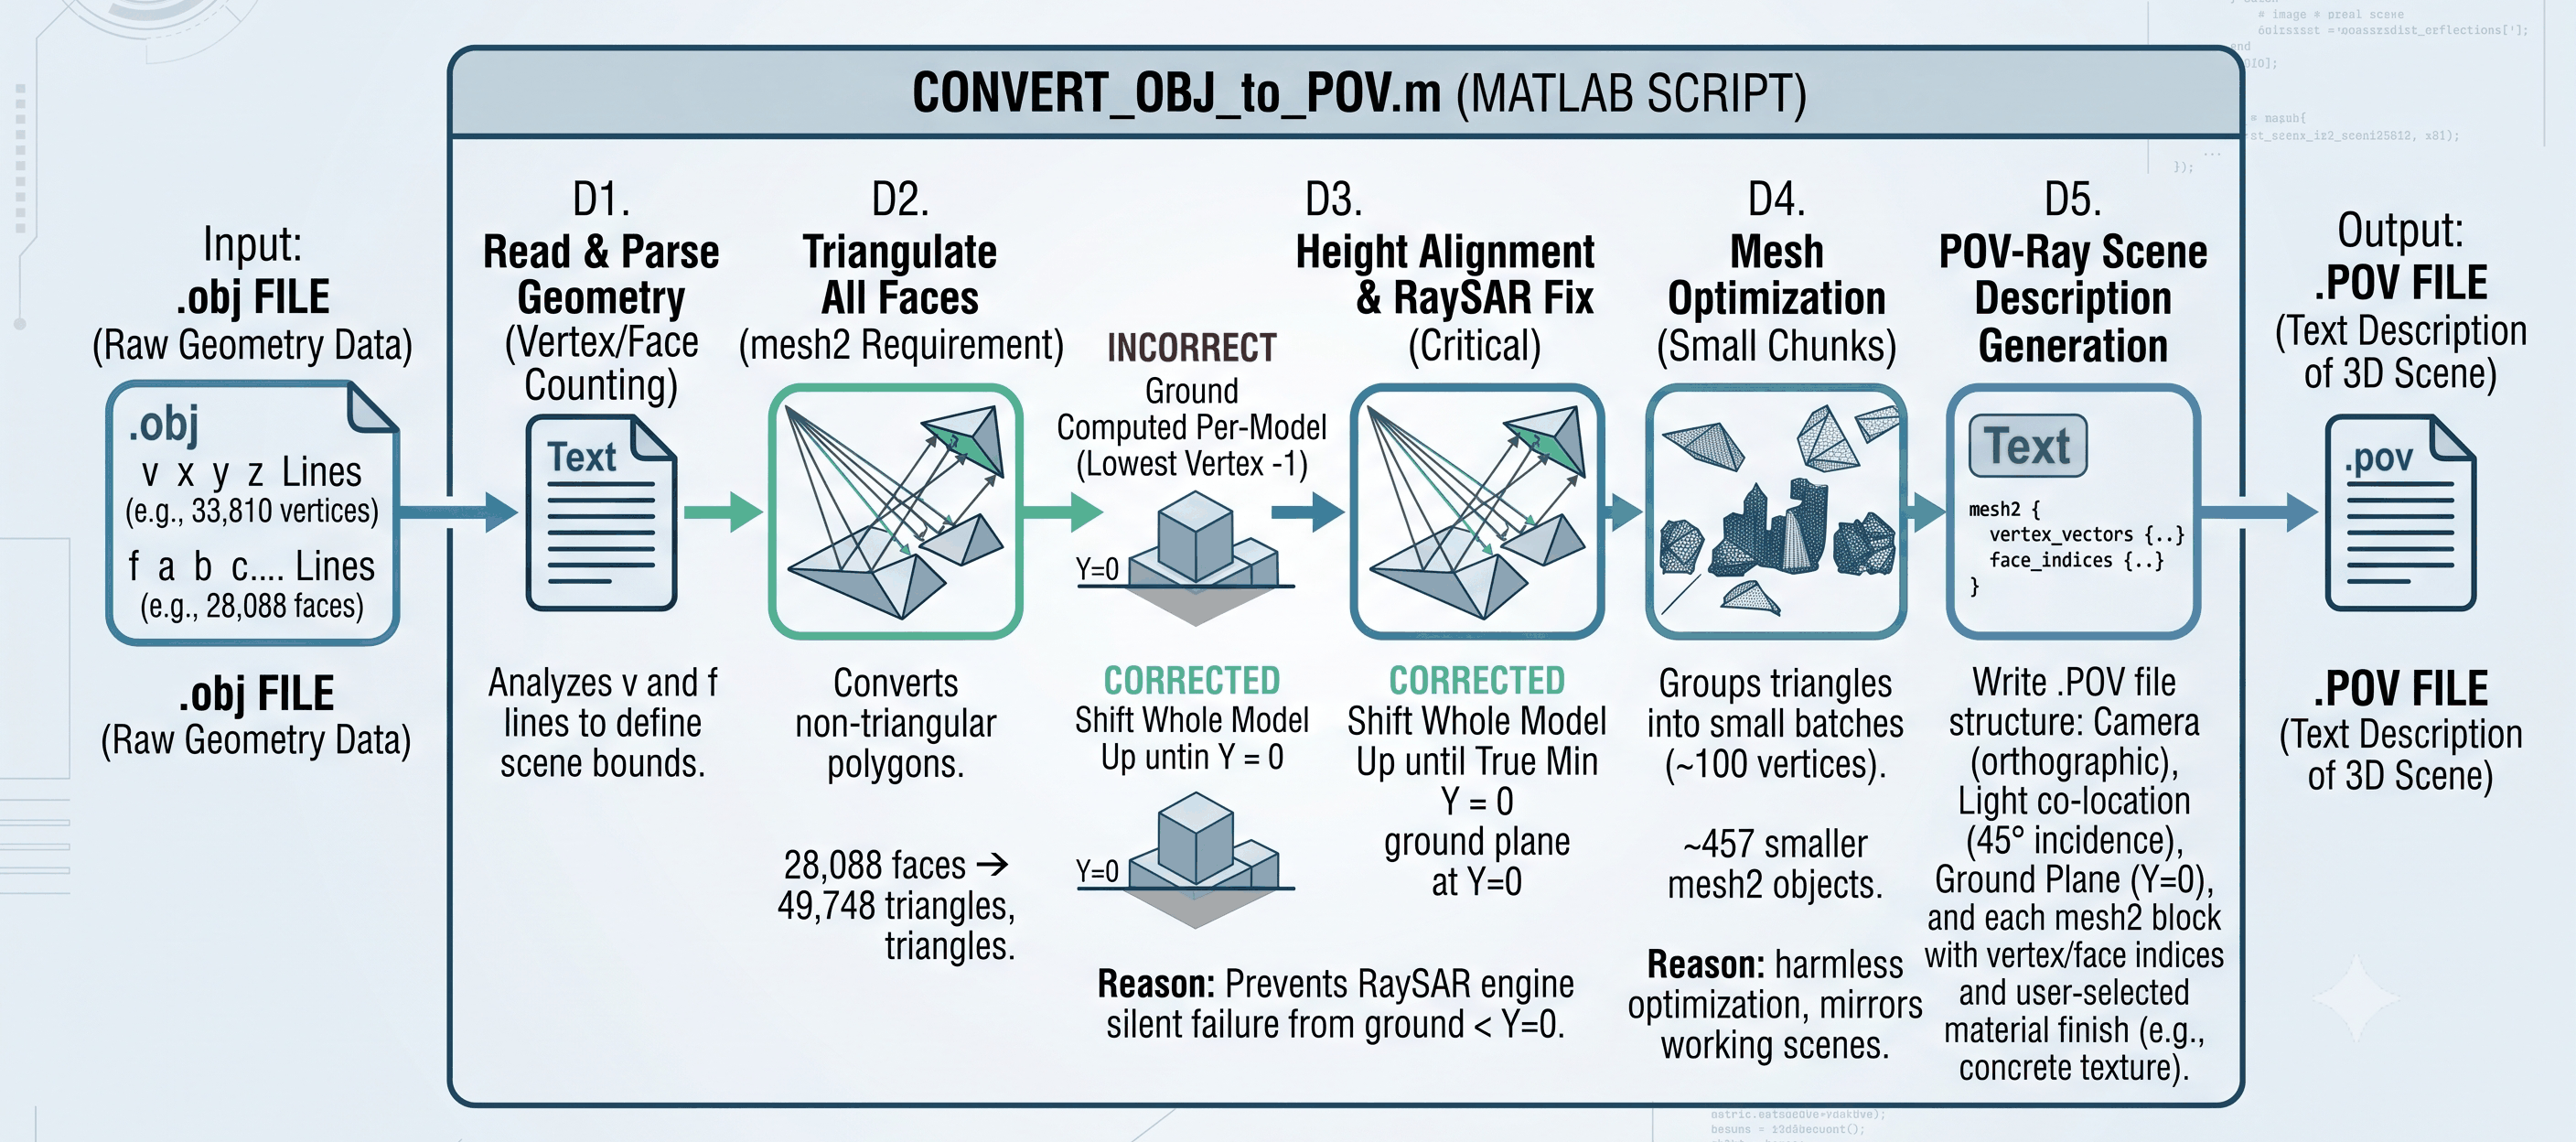 CONVERT_OBJ_to_POV.m (MATLAB SCRIPT)
Input:
.obj FILE
(Raw Geometry Data)
.obj
v x y z Lines
(e.g., 33,810 vertices)
f a b c.... Lines
(e.g., 28,088 faces)
.obj FILE
(Raw Geometry Data)
D1.
Read & Parse
Geometry
(Vertex/Face
Counting)
Text
Analyzes v and f
lines to define
scene bounds.
D2.
Triangulate
All Faces
(mesh2 Requirement)
Converts
non-triangular
polygons.
28,088 faces →
49,748 triangles,
triangles.
INCORRECT
Ground
Computed Per-Model
(Lowest Vertex -1)
Y=0
CORRECTED
Shift Whole Model
Up untin Y = 0
Y=0
D3.
Height Alignment
& RaySAR Fix
(Critical)
CORRECTED
Shift Whole Model
Up until True Min
Y = 0
ground plane
at Y=0
Reason: Prevents RaySAR engine
silent failure from ground < Y=0.
D4.
Mesh
Optimization
(Small Chunks)
Groups triangles
into small batches
(~100 vertices).
~457 smaller
mesh2 objects.
Reason: harmless
optimization, mirrors
working scenes.
D5.
POV-Ray Scene
Description
Generation
Text
mesh2 {
vertex_vectors {..}
face_indices {..}
}
Write .POV file
structure: Camera
(orthographic),
Light co-location
(45° incidence),
Ground Plane (Y=0),
and each mesh2 block
with vertex/face indices
and user-selected
material finish (e.g.,
concrete texture).
Output:
.POV FILE
(Text Description
of 3D Scene)
.pov
.POV FILE
(Text Description
of 3D Scene)
# image * preal scene
end
...
});